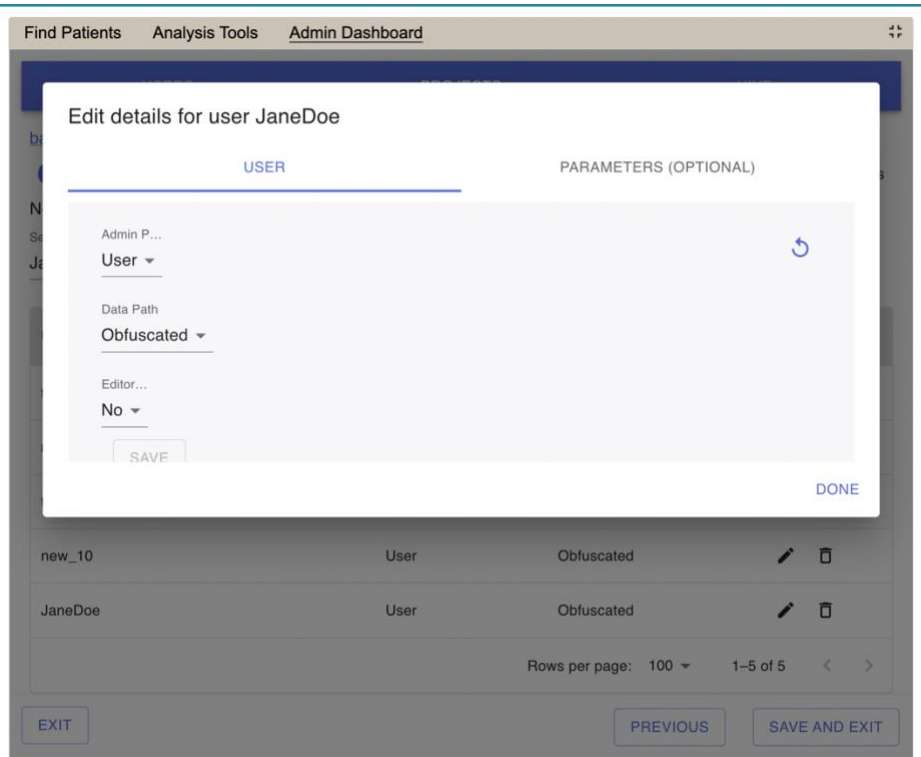 Find Patients Analysis Tools Admin Dashboard
Edit details for user JaneDoe
USER PARAMETERS (OPTIONAL)
Admin P...
User
Data Path
Obfuscated
Editor...
No
SAVE
DONE
new_10 User Obfuscated
JaneDoe User Obfuscated
Rows per page: 100 1–5 of 5
EXIT PREVIOUS SAVE AND EXIT